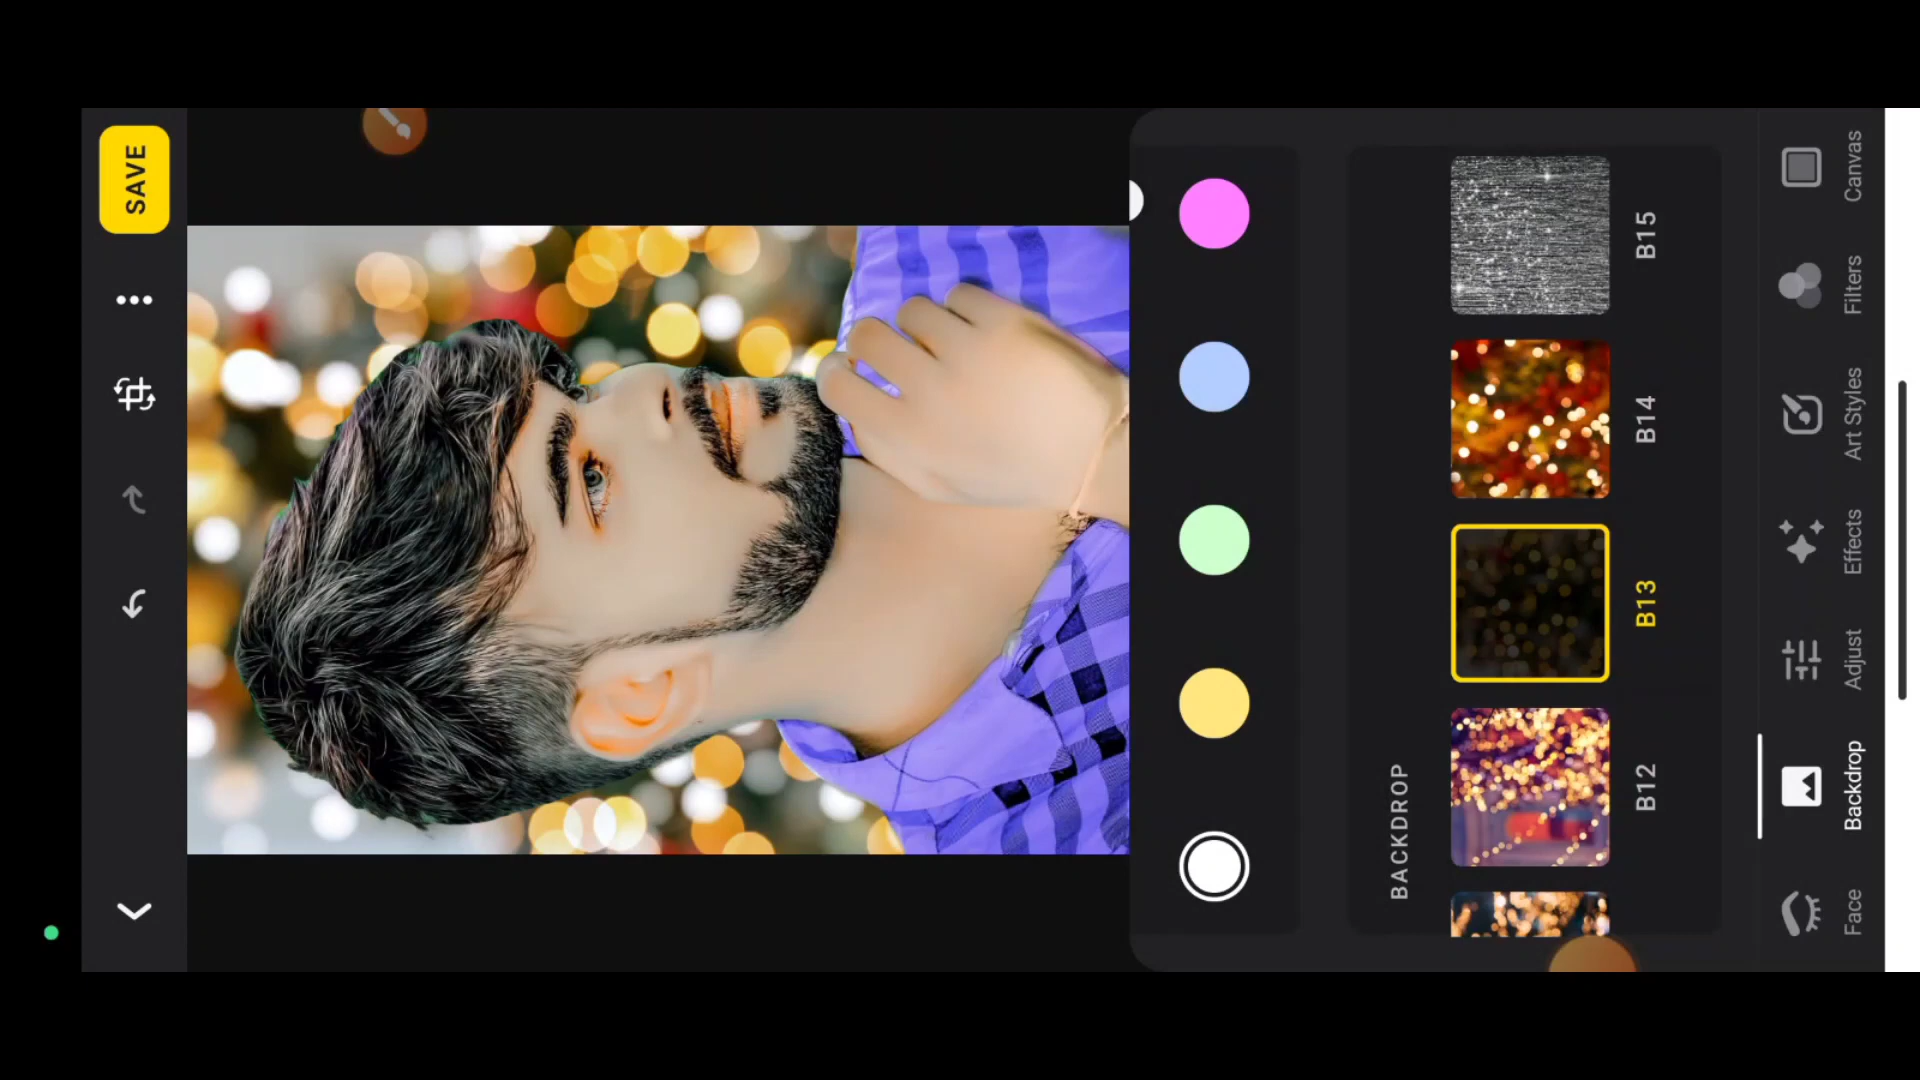 SAVE
BACKDROP
B12
B13
B14
B15
Face
Backdrop
Adjust
Effects
Art Styles
Filters
Canvas